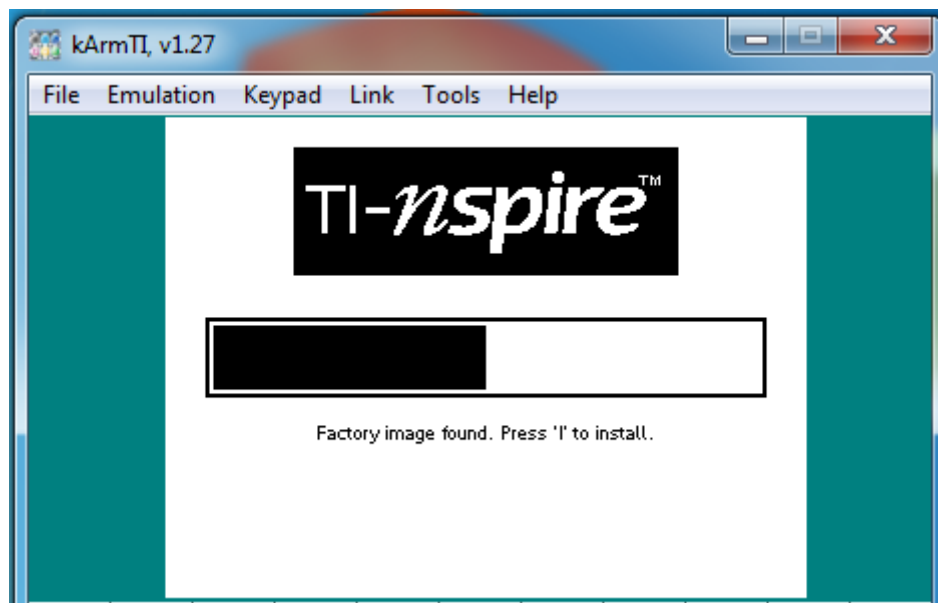 kArmTI, v1.27
File Emulation Keypad Link Tools Help
TI-nspire™
Factory image found. Press 'I' to install.